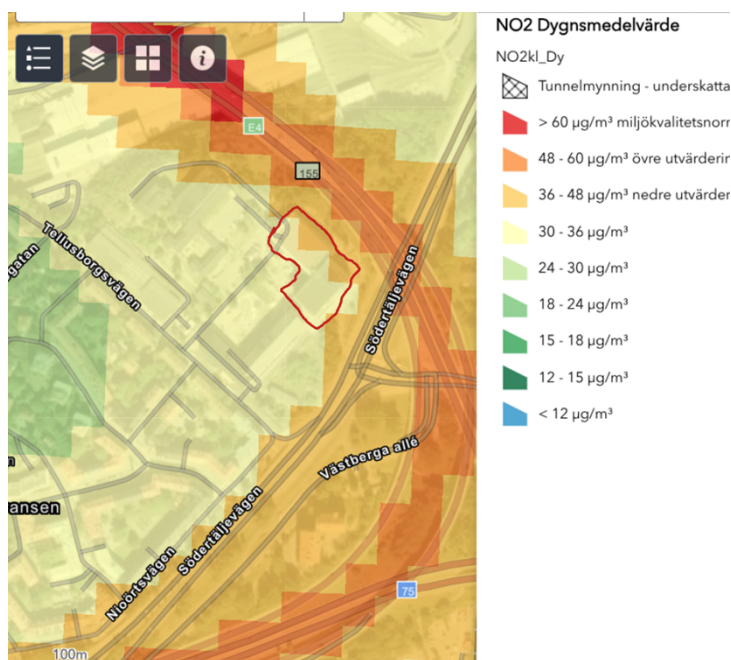 NO2 Dygnsmedelvärde
NO2kl_Dy
Tunnelmynning - underskatta
> 60 µg/m³ miljökvalitetsnorm
48 - 60 µg/m³ övre utvärderin
36 - 48 µg/m³ nedre utvärder
30 - 36 µg/m³
24 - 30 µg/m³
18 - 24 µg/m³
15 - 18 µg/m³
12 - 15 µg/m³
< 12 µg/m³
E4
155
Tellusborgsvägen
gatan
Södertäljevägen
Västberga allé
ansen
Södertäljevägen
Nioörtsvägen
75
100m